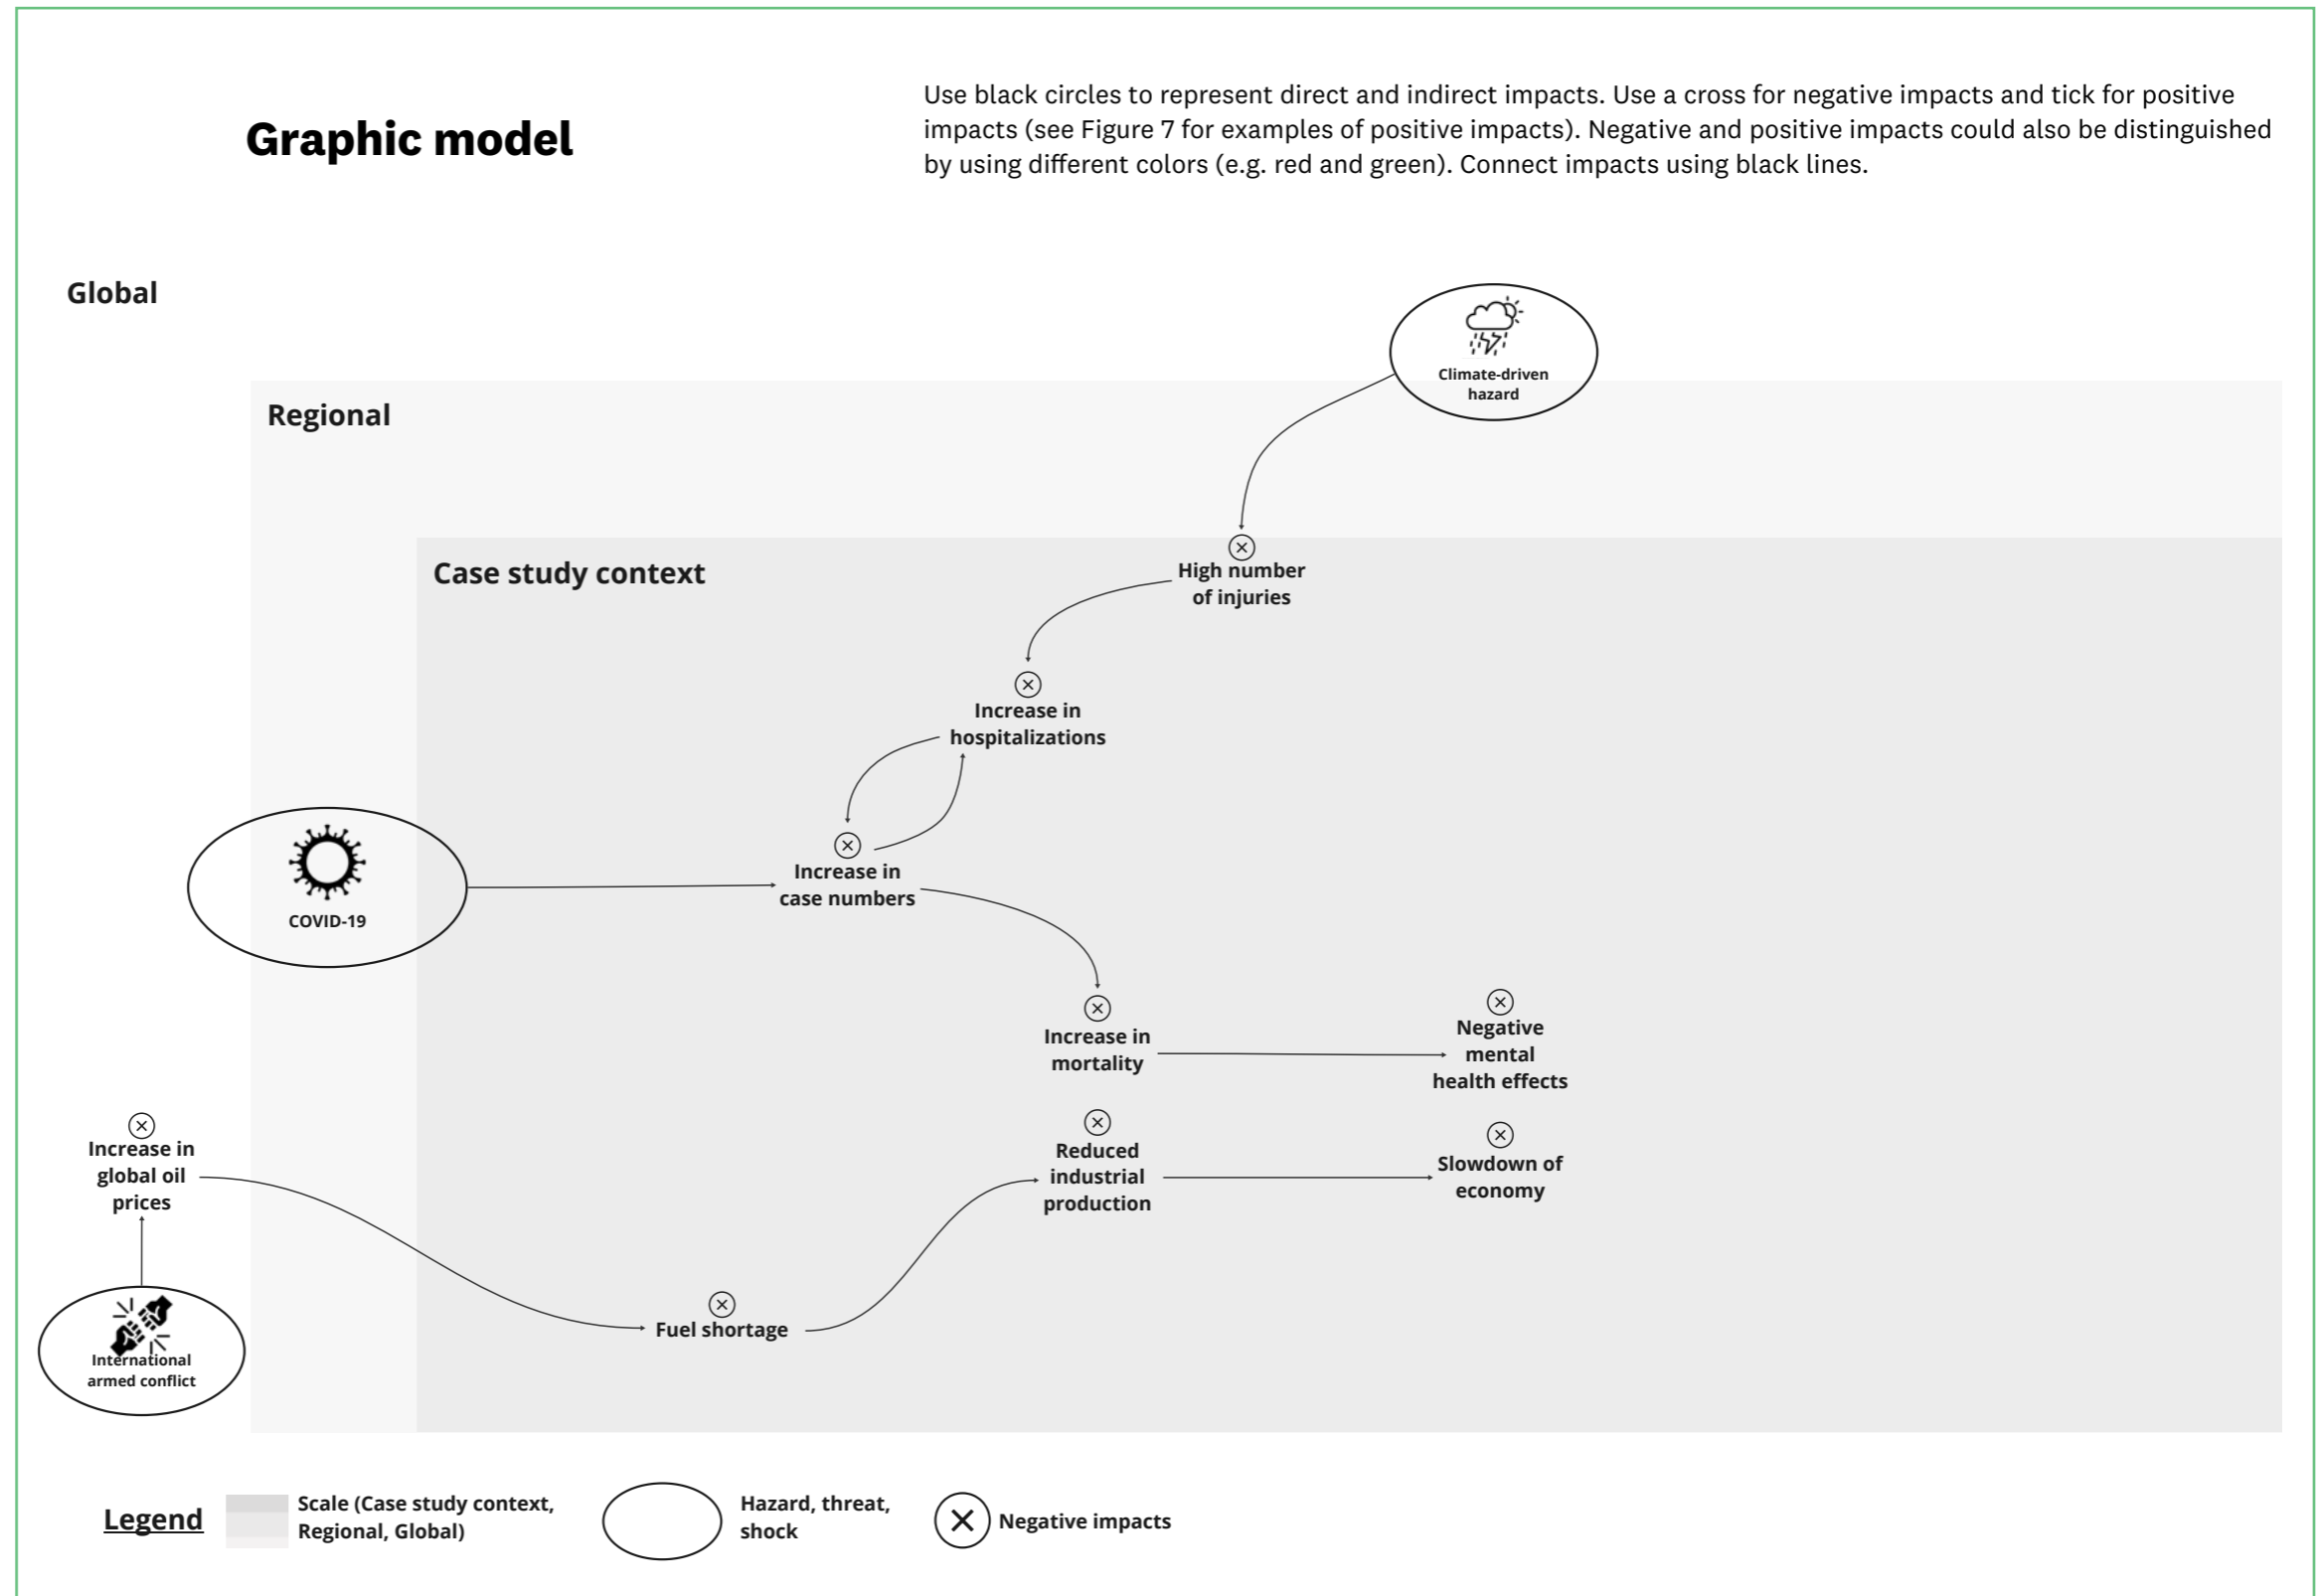 Graphic model
Use black circles to represent direct and indirect impacts. Use a cross for negative impacts and tick for positive
impacts (see Figure 7 for examples of positive impacts). Negative and positive impacts could also be distinguished
by using different colors (e.g. red and green). Connect impacts using black lines.
Global
Climate-driven
hazard
Regional
Case study context
High number
of injuries
Increase in
hospitalizations
COVID-19
Increase in
case numbers
Increase in
mortality
Negative
mental
health effects
Increase in
global oil
prices
Reduced
industrial
production
Slowdown of
economy
Fuel shortage
International
armed conflict
Legend
Scale (Case study context,
Regional, Global)
Hazard, threat,
shock
Negative impacts